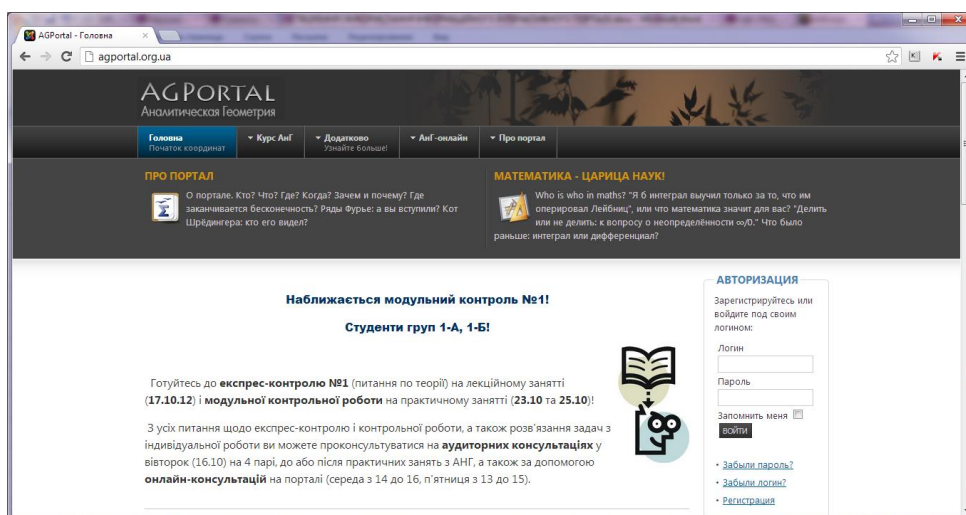 AGPortal - Головна
agportal.org.ua
AGPORTAL
Аналитическая Геометрия
Головна
Початок координат
Курс АнГ
Додатково
Узнайте больше!
АнГ-онлайн
Про портал
ПРО ПОРТАЛ
О портале. Кто? Что? Где? Когда? Зачем и почему? Где
заканчивается бесконечность? Ряды Фурье: а вы вступили? Кот
Шрёдингера: кто его видел?
МАТЕМАТИКА - ЦАРИЦА НАУК!
Who is who in maths? "Я б интеграл выучил только за то, что им
оперировал Лейбниц", или что математика значит для вас? "Делить
или не делить: к вопросу о неопределённости ∞/0." Что было
раньше: интеграл или дифференциал?
Наближається модульний контроль №1!
Студенти груп 1-А, 1-Б!
Готуйтесь до експрес-контролю №1 (питання по теорії) на лекційному занятті
(17.10.12) і модульної контрольної роботи на практичному занятті (23.10 та 25.10)!
З усіх питання щодо експрес-контролю і контрольної роботи, а також розв'язання задач з
індивідуальної роботи ви можете проконсультуватися на аудиторних консультаціях у
вівторок (16.10) на 4 парі, до або після практичних занять з АНГ, а також за допомогою
онлайн-консультацій на порталі (середа з 14 до 16, п'ятниця з 13 до 15).
АВТОРИЗАЦИЯ
Зарегистрируйтесь или
войдите под своим
логином:
Логин
Пароль
Запомнить меня
ВОЙТИ
Забыли пароль?
Забыли логин?
Регистрация